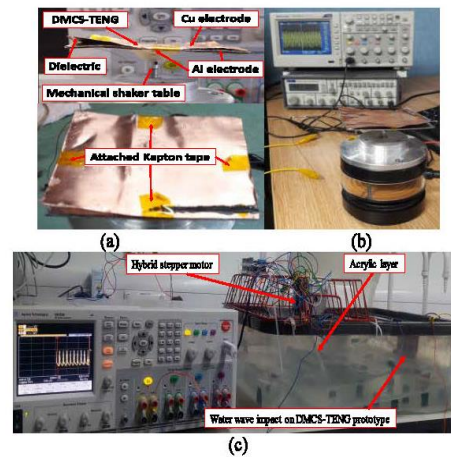 DMCS-TENG
Cu electrode
Dielectric
Al electrode
Mechanical shaker table
Attached Kapton tape
(a)
(b)
Hybrid stepper motor
Acrylic layer
Water wave impact on DMCS-TENG prototype
(c)